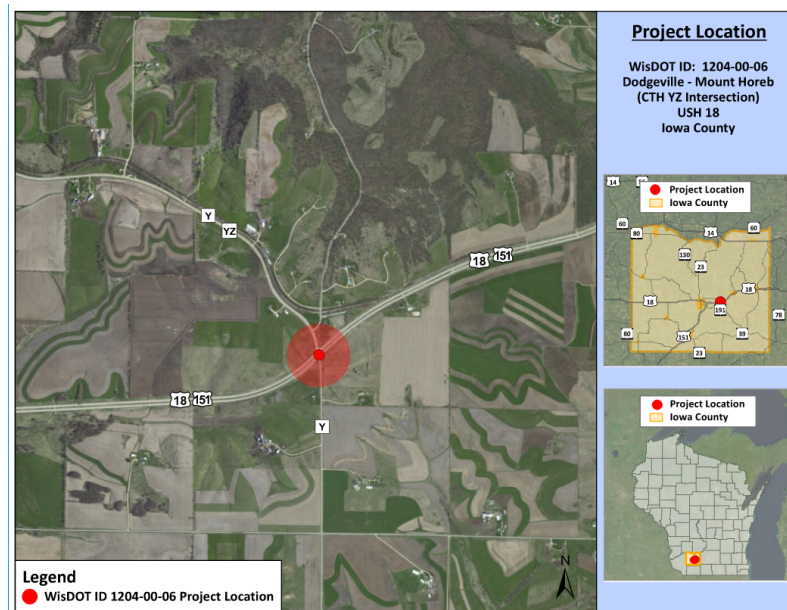 Project Location
WisDOT ID: 1204-00-06
Dodgeville - Mount Horeb
(CTH YZ Intersection)
USH 18
Iowa County
Y
YZ
18 151
18 151
Y
N
Legend
WisDOT ID 1204-00-06 Project Location
Project Location
Iowa County
14
60
80
14
60
130
23
18
18
191
78
80
151
39
23
Project Location
Iowa County